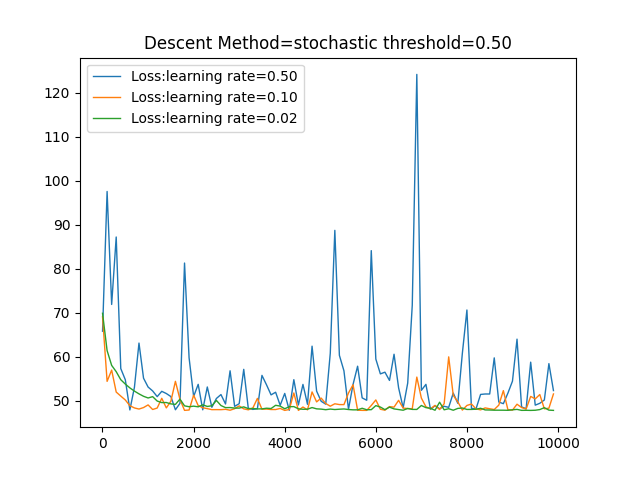 Descent Method=stochastic threshold=0.50
Loss:learning rate=0.50
Loss:learning rate=0.10
Loss:learning rate=0.02
120
110
100
90
80
70
60
50
0 2000 4000 6000 8000 10000